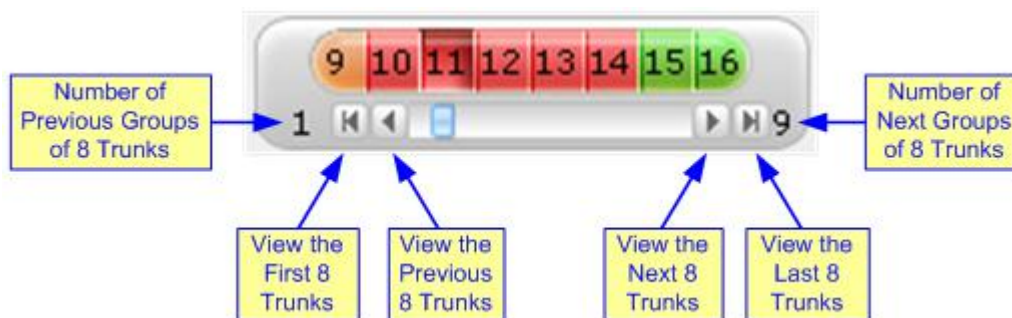 9 10 11 12 13 14 15 16
Number of
Previous Groups
of 8 Trunks
1
9
Number of
Next Groups
of 8 Trunks
View the
First 8
Trunks
View the
Previous
8 Trunks
View the
Next 8
Trunks
View the
Last 8
Trunks